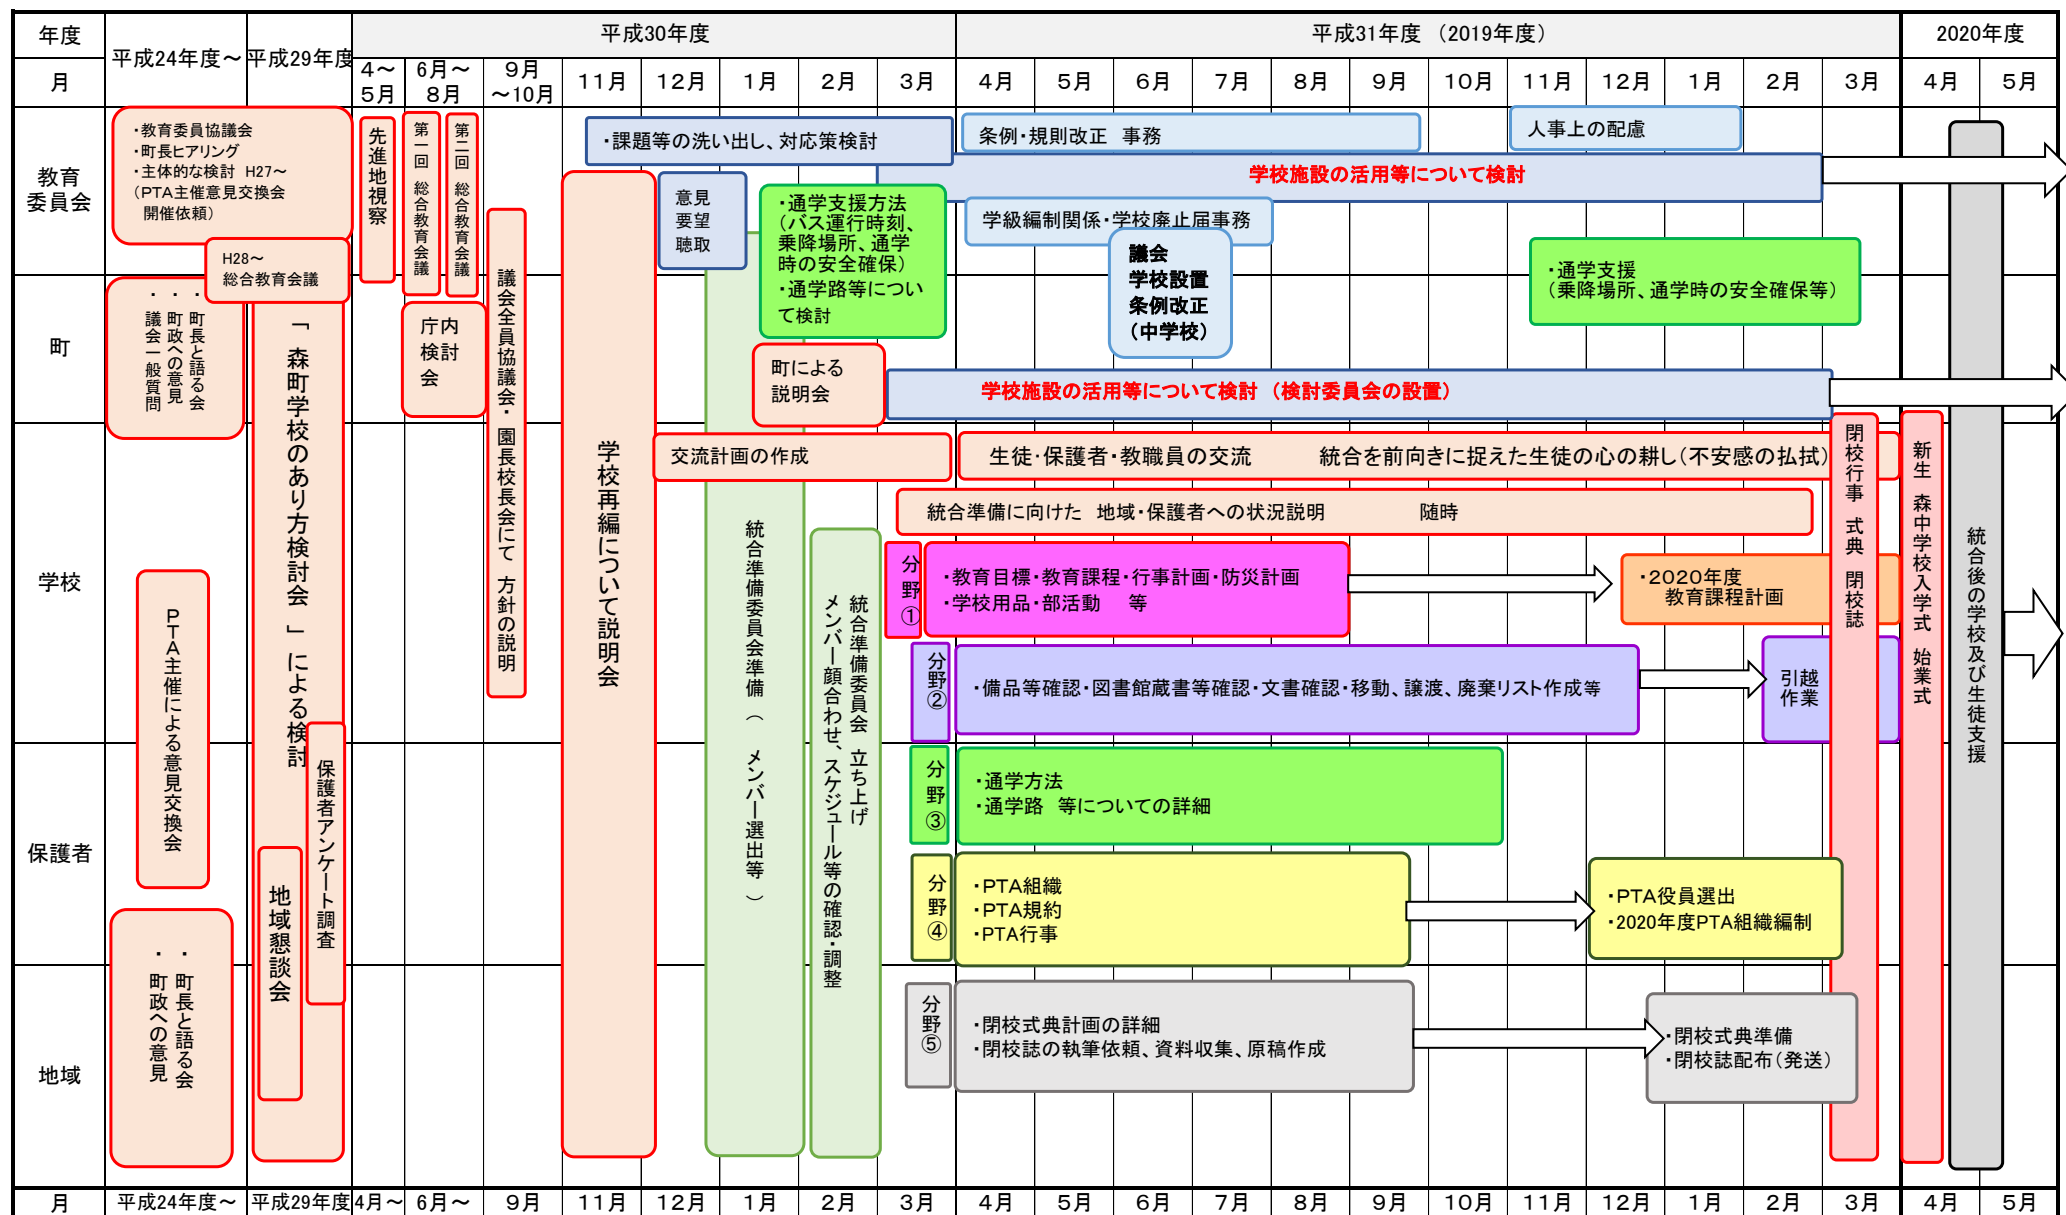 年度
平成24年度～
平成29年度
平成30年度
平成31年度 （2019年度）
2020年度
月
4～
5月
6月～
8月
9月
～10月
11月
12月
1月
2月
3月
4月
5月
6月
7月
8月
9月
10月
11月
12月
1月
2月
3月
4月
5月
教育
委員会
・教育委員協議会
・町長ヒアリング
・主体的な検討 H27～
（PTA主催意見交換会
開催依頼）
H28～
総合教育会議
先進地視察
第一回 総合教育会議
第二回 総合教育会議
・課題等の洗い出し、対応策検討
意見
要望
聴取
・通学支援方法
（バス運行時刻、
乗降場所、通学
時の安全確保）
・通学路等につい
て検討
条例・規則改正 事務
人事上の配慮
学校施設の活用等について検討
学級編制関係・学校廃止届事務
議会
学校設置
条例改正
（中学校）
・通学支援
（乗降場所、通学時の安全確保等）
町
・町長と語る会
・町政への意見
・議会一般質問
「森町学校のあり方検討会」による検討
庁内
検討
会
議会全員協議会・園長校長会にて 方針の説明
学校再編について説明会
町による
説明会
学校施設の活用等について検討 （検討委員会の設置）
学校
交流計画の作成
生徒・保護者・教職員の交流 統合を前向きに捉えた生徒の心の耕し（不安感の払拭）
統合準備に向けた 地域・保護者への状況説明 随時
統合準備委員会準備（ メンバー選出等 ）
統合準備委員会 立ち上げ
メンバー顔合わせ、スケジュール等の確認・調整
分野①
・教育目標・教育課程・行事計画・防災計画
・学校用品・部活動 等
・2020年度
教育課程計画
分野②
・備品等確認・図書館蔵書等確認・文書確認・移動、譲渡、廃棄リスト作成等
引越
作業
閉校行事 式典 閉校誌
新生 森中学校入学式 始業式
統合後の学校及び生徒支援
PTA主催による意見交換会
保護者
保護者アンケート調査
地域懇談会
分野③
・通学方法
・通学路 等についての詳細
分野④
・PTA組織
・PTA規約
・PTA行事
・PTA役員選出
・2020年度PTA組織編制
地域
・町長と語る会
・町政への意見
分野⑤
・閉校式典計画の詳細
・閉校誌の執筆依頼、資料収集、原稿作成
・閉校式典準備
・閉校誌配布（発送）
月
平成24年度～
平成29年度
4月～
6月～
9月
11月
12月
1月
2月
3月
4月
5月
6月
7月
8月
9月
10月
11月
12月
1月
2月
3月
4月
5月